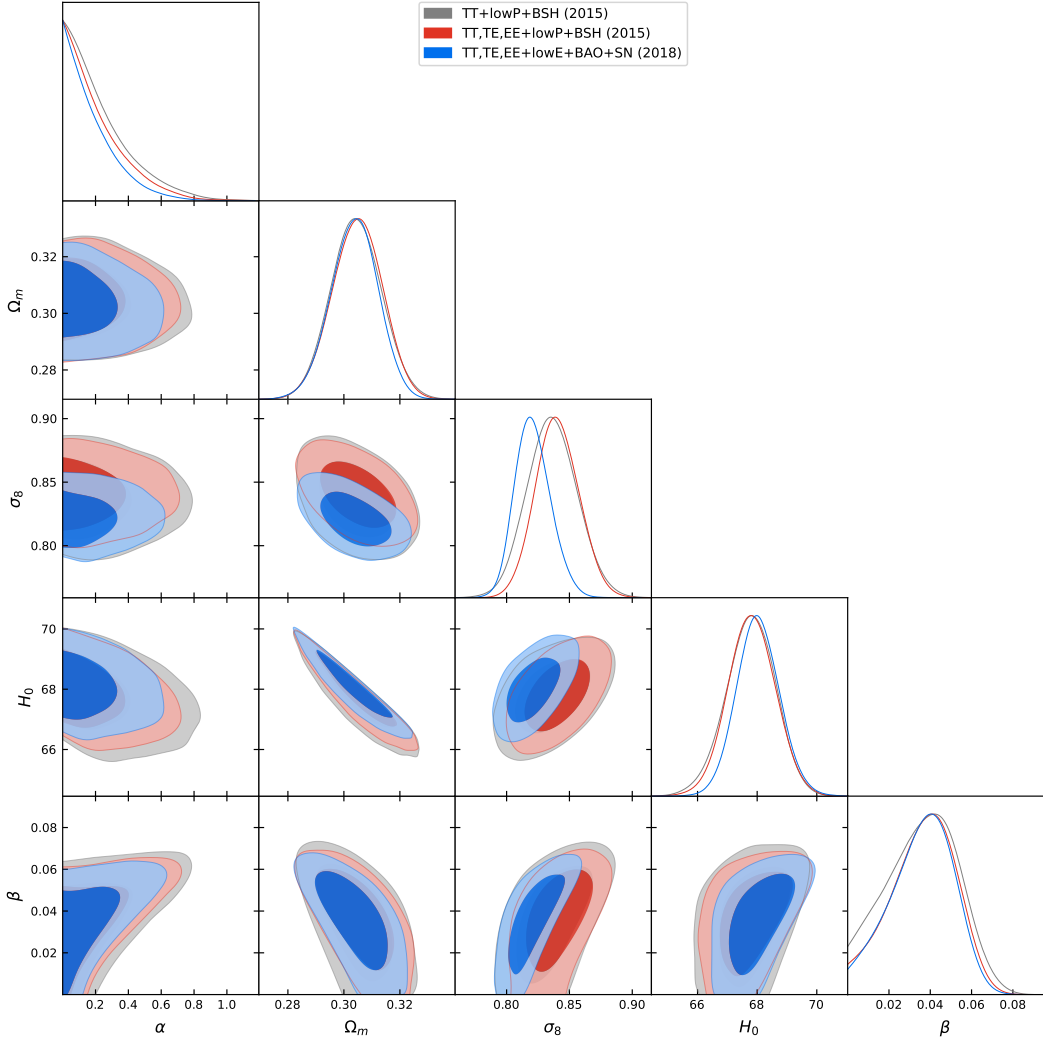 TT+lowP+BSH (2015)
TT,TE,EE+lowP+BSH (2015)
TT,TE,EE+lowE+BAO+SN (2018)
0.32
0.30
0.28
Ωm
0.90
0.85
0.80
σ8
70
68
66
H0
0.08
0.06
0.04
0.02
β
0.2 0.4 0.6 0.8 1.0
0.28 0.30 0.32
0.80 0.85 0.90
66 68 70
0.02 0.04 0.06 0.08
α
Ωm
σ8
H0
β